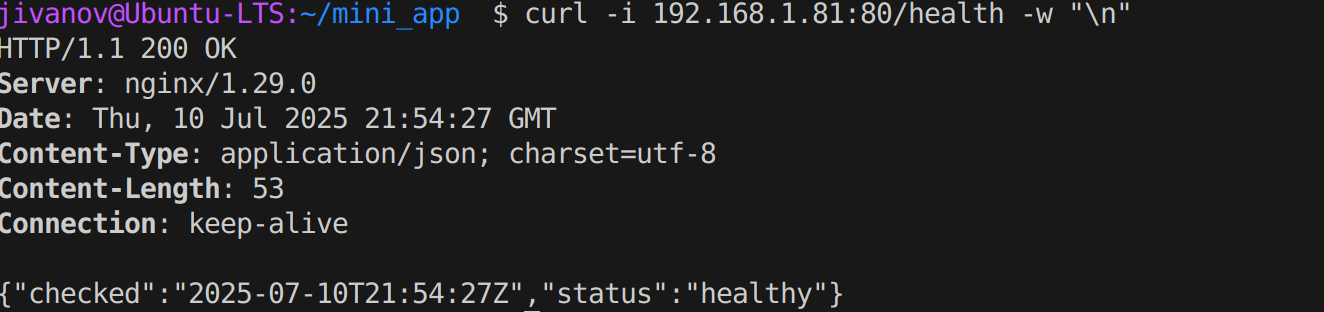 jivanov@Ubuntu-LTS:~/mini_app  $ curl -i 192.168.1.81:80/health -w "\n"
HTTP/1.1 200 OK
Server: nginx/1.29.0
Date: Thu, 10 Jul 2025 21:54:27 GMT
Content-Type: application/json; charset=utf-8
Content-Length: 53
Connection: keep-alive

{"checked":"2025-07-10T21:54:27Z","status":"healthy"}